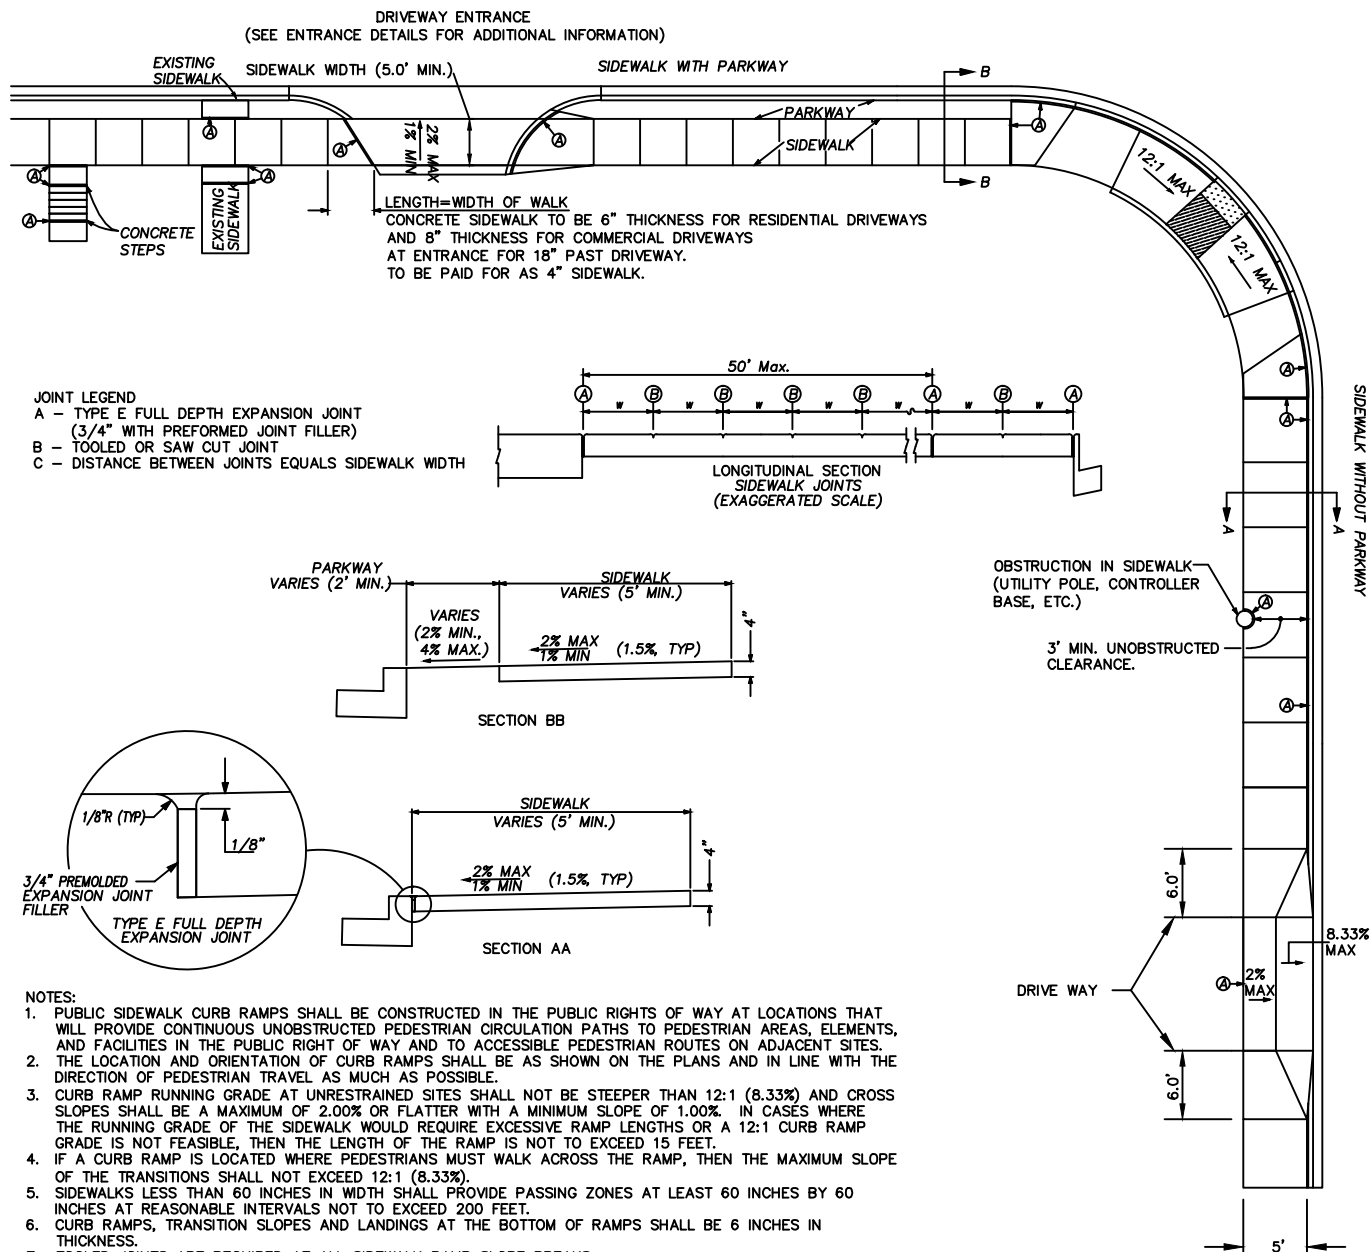 DRIVEWAY ENTRANCE
(SEE ENTRANCE DETAILS FOR ADDITIONAL INFORMATION)
EXISTING
SIDEWALK
SIDEWALK WIDTH (5.0' MIN.)
SIDEWALK WITH PARKWAY
B
PARKWAY
A
A
A
A
2% MAX
1% MIN
SIDEWALK
12:1 MAX
B
A
A
A
EXISTING
SIDEWALK
CONCRETE
STEPS
LENGTH=WIDTH OF WALK
CONCRETE SIDEWALK TO BE 6" THICKNESS FOR RESIDENTIAL DRIVEWAYS
AND 8" THICKNESS FOR COMMERCIAL DRIVEWAYS
AT ENTRANCE FOR 18" PAST DRIVEWAY.
TO BE PAID FOR AS 4" SIDEWALK.
12:1 MAX
A
A
SIDEWALK WITHOUT PARKWAY
JOINT LEGEND
A - TYPE E FULL DEPTH EXPANSION JOINT
(3/4" WITH PREFORMED JOINT FILLER)
B - TOOLED OR SAW CUT JOINT
C - DISTANCE BETWEEN JOINTS EQUALS SIDEWALK WIDTH
50' Max.
A B B B B A B A
w w w w w w w
LONGITUDINAL SECTION
SIDEWALK JOINTS
(EXAGGERATED SCALE)
A A
OBSTRUCTION IN SIDEWALK
(UTILITY POLE, CONTROLLER
BASE, ETC.)
A
3' MIN. UNOBSTRUCTED
CLEARANCE.
A
PARKWAY
VARIES (2' MIN.)
SIDEWALK
VARIES (5' MIN.)
VARIES
(2% MIN.,
4% MAX.)
2% MAX
1% MIN
(1.5%, TYP)
4"
SECTION BB
1/8"R (TYP)
1/8"
3/4" PREMOLDED
EXPANSION JOINT
FILLER
TYPE E FULL DEPTH
EXPANSION JOINT
SIDEWALK
VARIES (5' MIN.)
2% MAX
1% MIN
(1.5%, TYP)
4"
SECTION AA
6.0'
8.33%
MAX
A
2%
MAX
DRIVE WAY
6.0'
5'
NOTES:
1. PUBLIC SIDEWALK CURB RAMPS SHALL BE CONSTRUCTED IN THE PUBLIC RIGHTS OF WAY AT LOCATIONS THAT
WILL PROVIDE CONTINUOUS UNOBSTRUCTED PEDESTRIAN CIRCULATION PATHS TO PEDESTRIAN AREAS, ELEMENTS,
AND FACILITIES IN THE PUBLIC RIGHT OF WAY AND TO ACCESSIBLE PEDESTRIAN ROUTES ON ADJACENT SITES.
2. THE LOCATION AND ORIENTATION OF CURB RAMPS SHALL BE AS SHOWN ON THE PLANS AND IN LINE WITH THE
DIRECTION OF PEDESTRIAN TRAVEL AS MUCH AS POSSIBLE.
3. CURB RAMP RUNNING GRADE AT UNRESTRAINED SITES SHALL NOT BE STEEPER THAN 12:1 (8.33%) AND CROSS
SLOPES SHALL BE A MAXIMUM OF 2.00% OR FLATTER WITH A MINIMUM SLOPE OF 1.00%. IN CASES WHERE
THE RUNNING GRADE OF THE SIDEWALK WOULD REQUIRE EXCESSIVE RAMP LENGTHS OR A 12:1 CURB RAMP
GRADE IS NOT FEASIBLE, THEN THE LENGTH OF THE RAMP IS NOT TO EXCEED 15 FEET.
4. IF A CURB RAMP IS LOCATED WHERE PEDESTRIANS MUST WALK ACROSS THE RAMP, THEN THE MAXIMUM SLOPE
OF THE TRANSITIONS SHALL NOT EXCEED 12:1 (8.33%).
5. SIDEWALKS LESS THAN 60 INCHES IN WIDTH SHALL PROVIDE PASSING ZONES AT LEAST 60 INCHES BY 60
INCHES AT REASONABLE INTERVALS NOT TO EXCEED 200 FEET.
6. CURB RAMPS, TRANSITION SLOPES AND LANDINGS AT THE BOTTOM OF RAMPS SHALL BE 6 INCHES IN
THICKNESS.